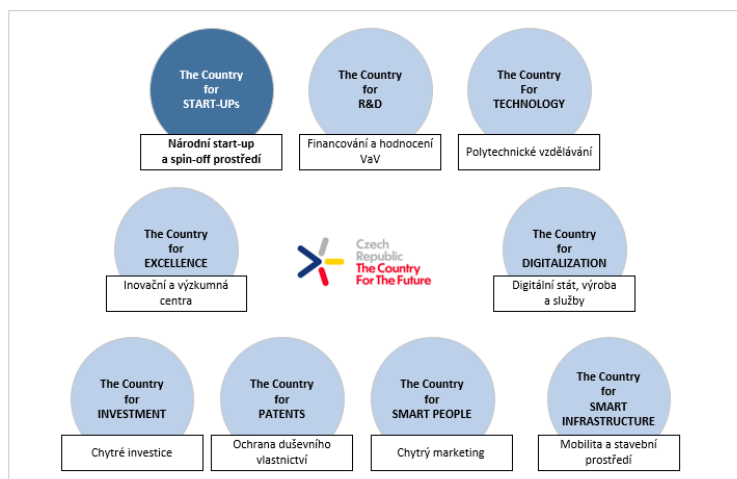 The Country
for
START-UPs
Národní start-up
a spin-off prostředí
The Country
for
R&D
Financování a hodnocení
VaV
The Country
For
TECHNOLOGY
Polytechnické vzdělávání
The Country
for
EXCELLENCE
Inovační a výzkumná
centra
Czech
Republic
The Country
For The Future
The Country
for
DIGITALIZATION
Digitální stát, výroba
a služby
The Country
for
INVESTMENT
Chytré investice
The Country
for
PATENTS
Ochrana duševního
vlastnictví
The Country
for
SMART PEOPLE
Chytrý marketing
The Country
for
SMART
INFRASTRUCTURE
Mobilita a stavební
prostředí